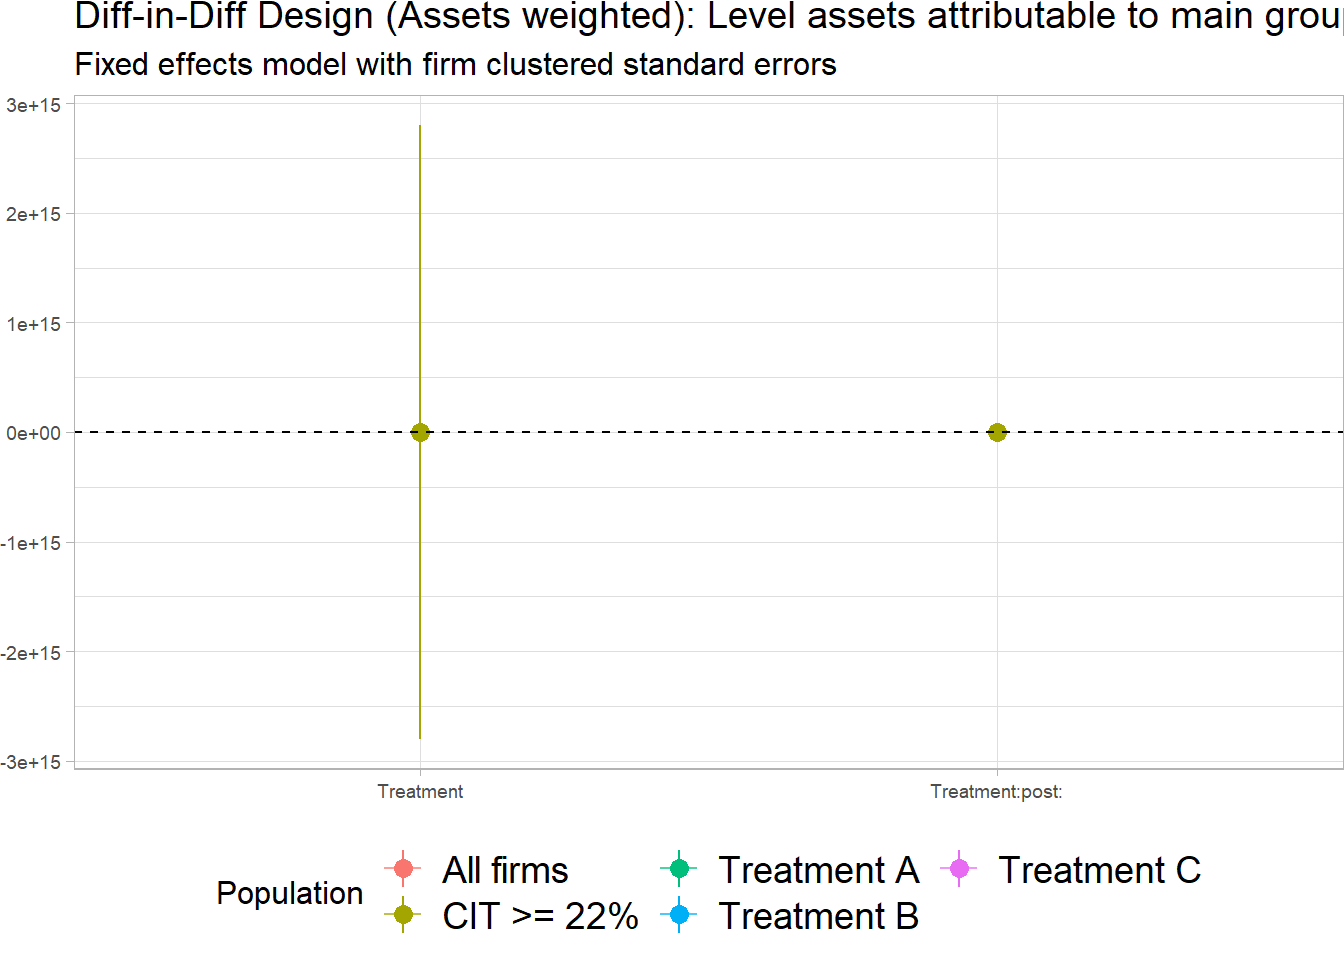 Diff-in-Diff Design (Assets weighted): Level assets attributable to main grou
Fixed effects model with firm clustered standard errors
3e+15
2e+15
1e+15
0e+00
-1e+15
-2e+15
-3e+15
Treatment Treatment:post:
Population
All firms Treatment A Treatment C
CIT >= 22% Treatment B